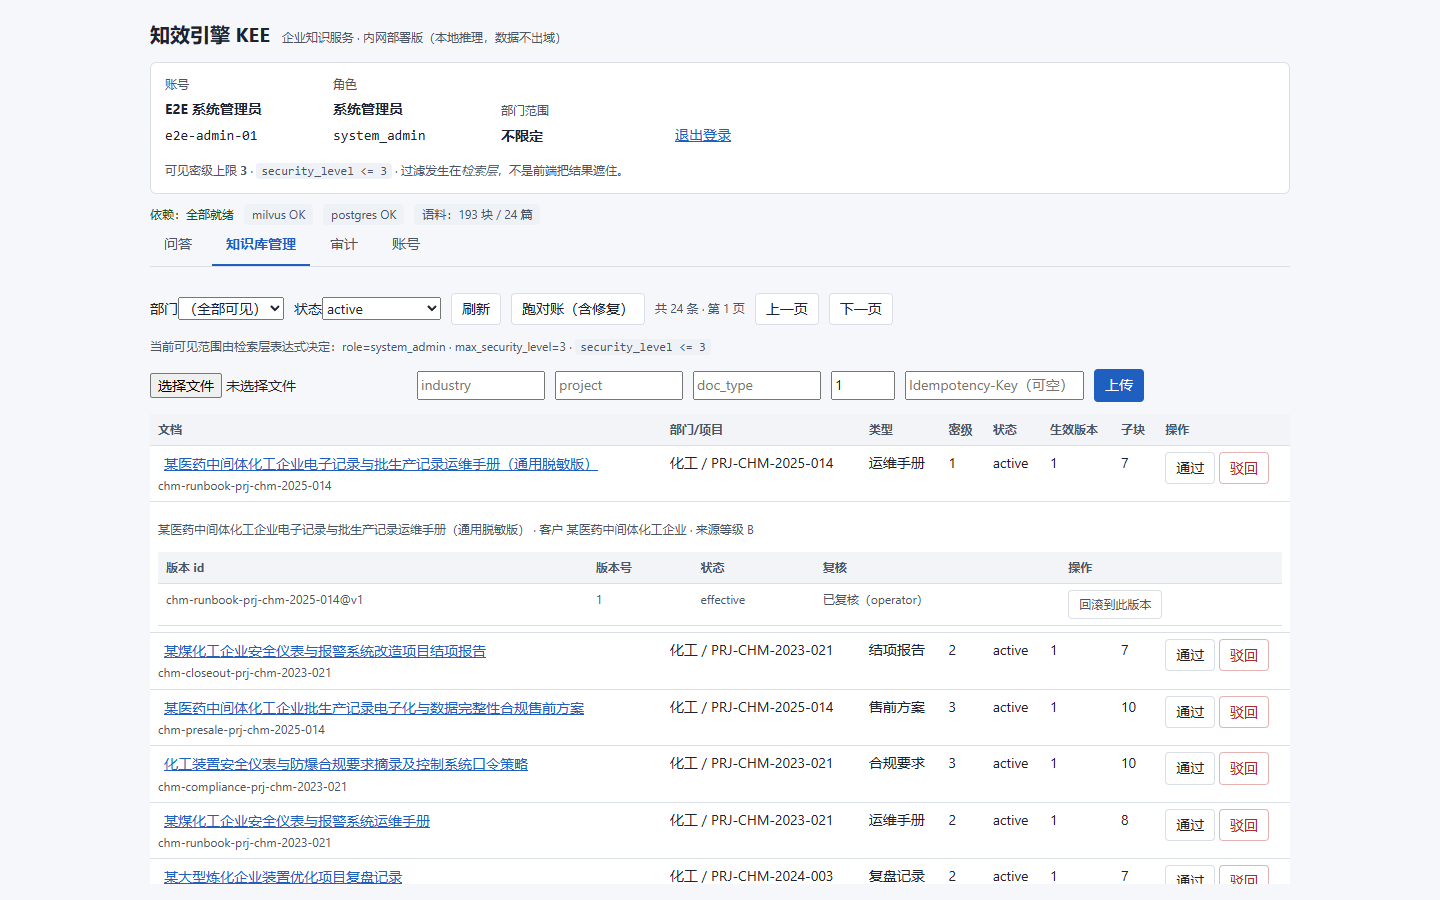 知效引擎 KEE 企业知识服务 · 内网部署版（本地推理，数据不出域）
账号 角色
E2E 系统管理员 系统管理员 部门范围
e2e-admin-01 system_admin 不限定 退出登录
可见密级上限 3 · security_level <= 3 · 过滤发生在检索层，不是前端把结果遮住。
依赖：全部就绪 milvus OK postgres OK 语料：193 块 / 24 篇
问答 知识库管理 审计 账号
部门 （全部可见） 状态 active 刷新 跑对账（含修复） 共 24 条 · 第 1 页 上一页 下一页
当前可见范围由检索层表达式决定：role=system_admin · max_security_level=3 · security_level <= 3
选择文件 未选择文件 industry project doc_type 1 Idempotency-Key（可空） 上传
文档 部门/项目 类型 密级 状态 生效版本 子块 操作
某医药中间体化工企业电子记录与批生产记录运维手册（通用脱敏版） 化工 / PRJ-CHM-2025-014 运维手册 1 active 1 7 通过 驳回
chm-runbook-prj-chm-2025-014
某医药中间体化工企业电子记录与批生产记录运维手册（通用脱敏版） · 客户 某医药中间体化工企业 · 来源等级 B
版本 id 版本号 状态 复核 操作
chm-runbook-prj-chm-2025-014@v1 1 effective 已复核（operator） 回滚到此版本
某煤化工企业安全仪表与报警系统改造项目结项报告 化工 / PRJ-CHM-2023-021 结项报告 2 active 1 7 通过 驳回
chm-closeout-prj-chm-2023-021
某医药中间体化工企业批生产记录电子化与数据完整性合规售前方案 化工 / PRJ-CHM-2025-014 售前方案 3 active 1 10 通过 驳回
chm-presale-prj-chm-2025-014
化工装置安全仪表与防爆合规要求摘录及控制系统口令策略 化工 / PRJ-CHM-2023-021 合规要求 3 active 1 10 通过 驳回
chm-compliance-prj-chm-2023-021
某煤化工企业安全仪表与报警系统运维手册 化工 / PRJ-CHM-2023-021 运维手册 2 active 1 8 通过 驳回
chm-runbook-prj-chm-2023-021
某大型炼化企业装置优化项目复盘记录 化工 / PRJ-CHM-2024-003 复盘记录 2 active 1 7 通过 驳回